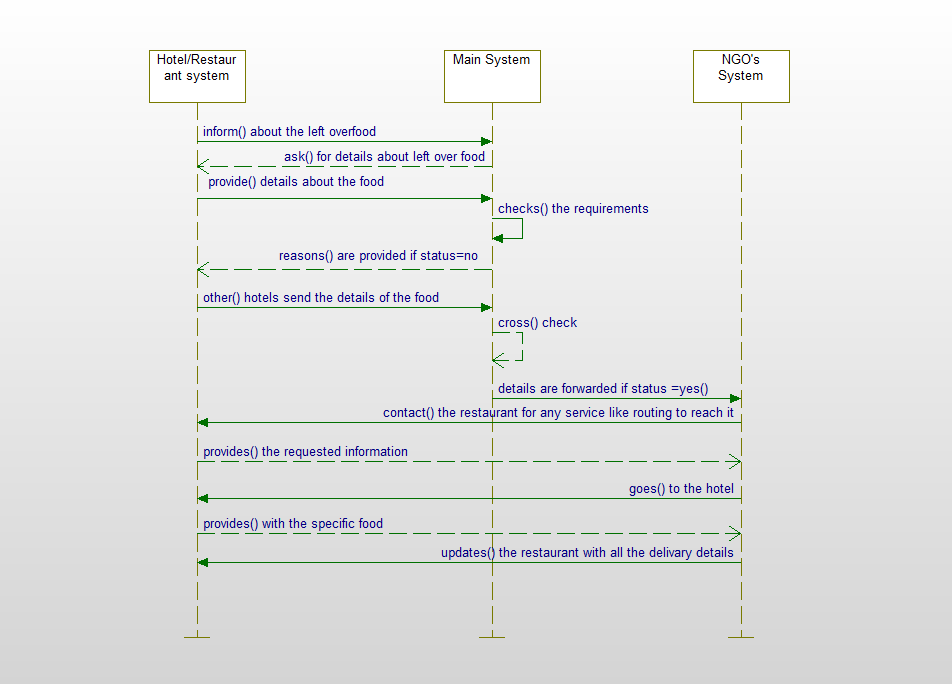 Hotel/Restaur
ant system
Main System
NGO's
System
inform() about the left overfood
ask() for details about left over food
provide() details about the food
checks() the requirements
reasons() are provided if status=no
other() hotels send the details of the food
cross() check
details are forwarded if status =yes()
contact() the restaurant for any service like routing to reach it
provides() the requested information
goes() to the hotel
provides() with the specific food
updates() the restaurant with all the delivary details